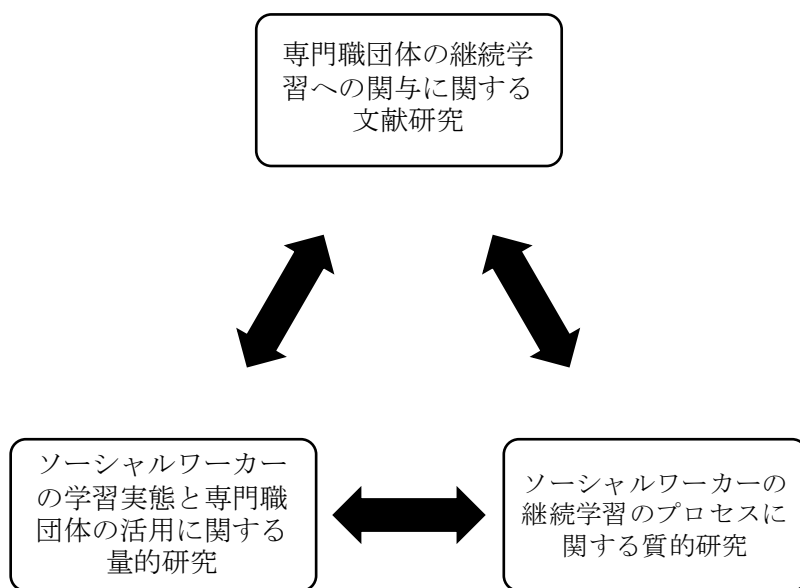 専門職団体の継続学
習への関与に関する
文献研究
ソーシャルワーカー
の学習実態と専門職
団体の活用に関する
量的研究
ソーシャルワーカーの
継続学習のプロセスに
関する質的研究